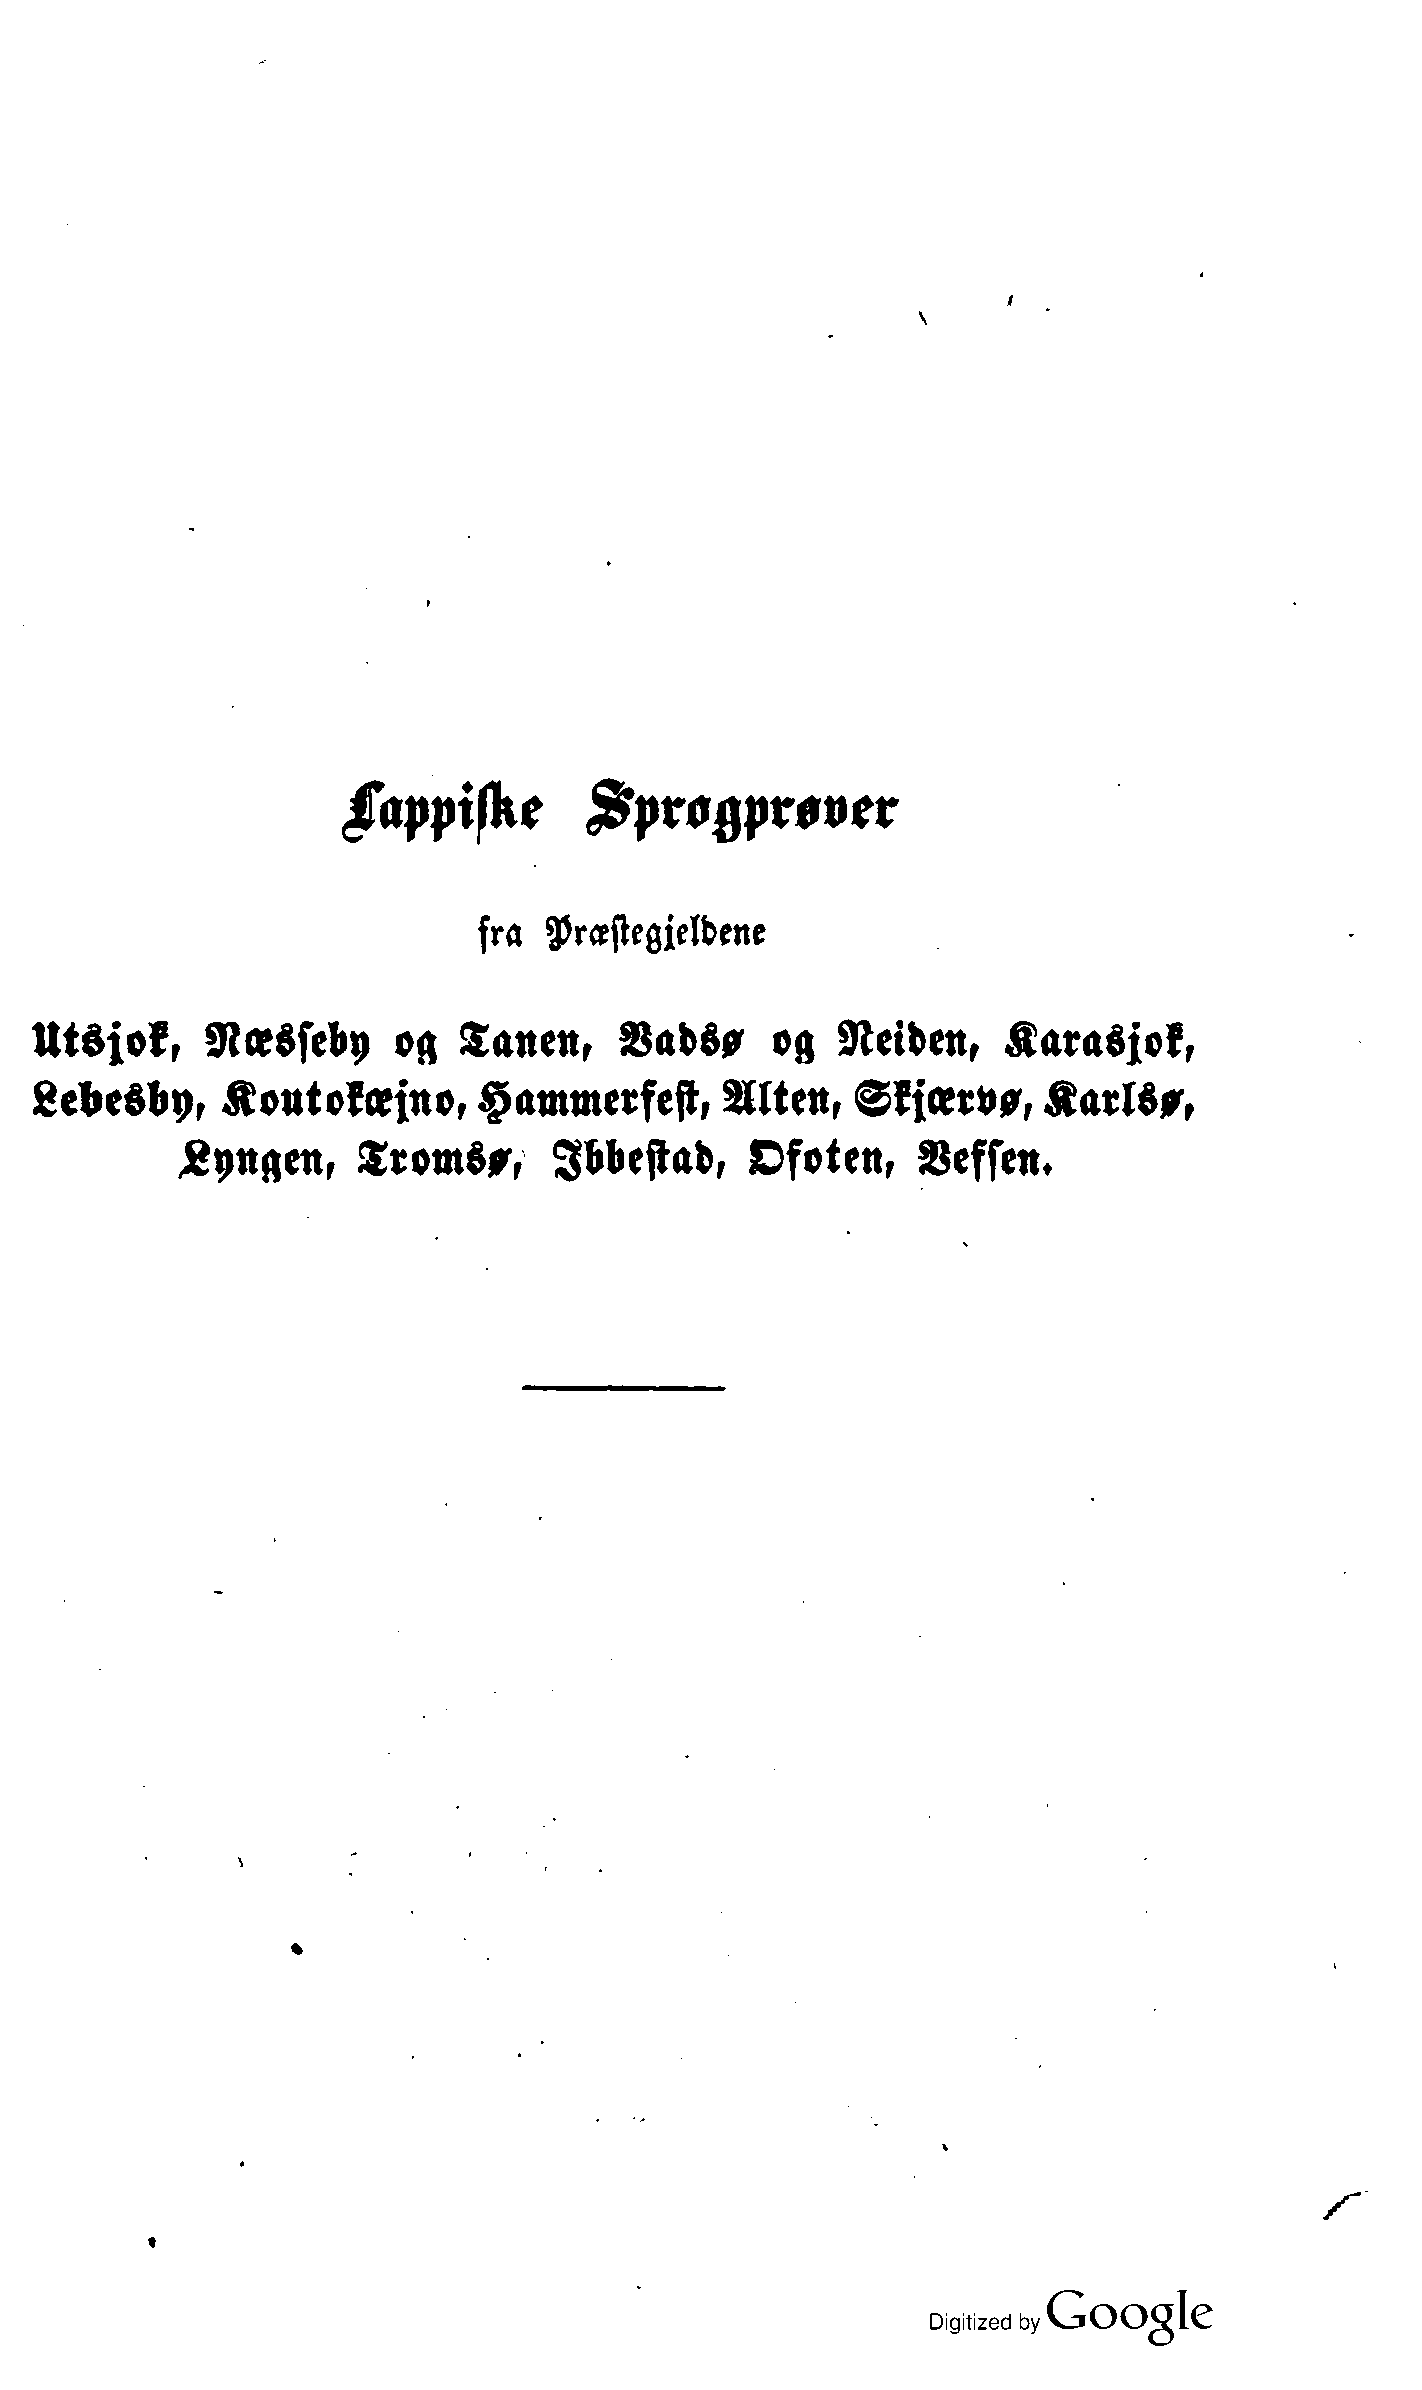 Lappiske Sprogprøver
fra Præstegjeldene
Utsjok, Næsseby og Tanen, Vadsø og Neiden, Karasjok,
Lebesby, Koutokæjno, Hammerfest, Alten, Skjærvø, Karlsø,
Lyngen, Tromsø, Ibbestad, Ofoten, Vefsen.
Digitized by Google